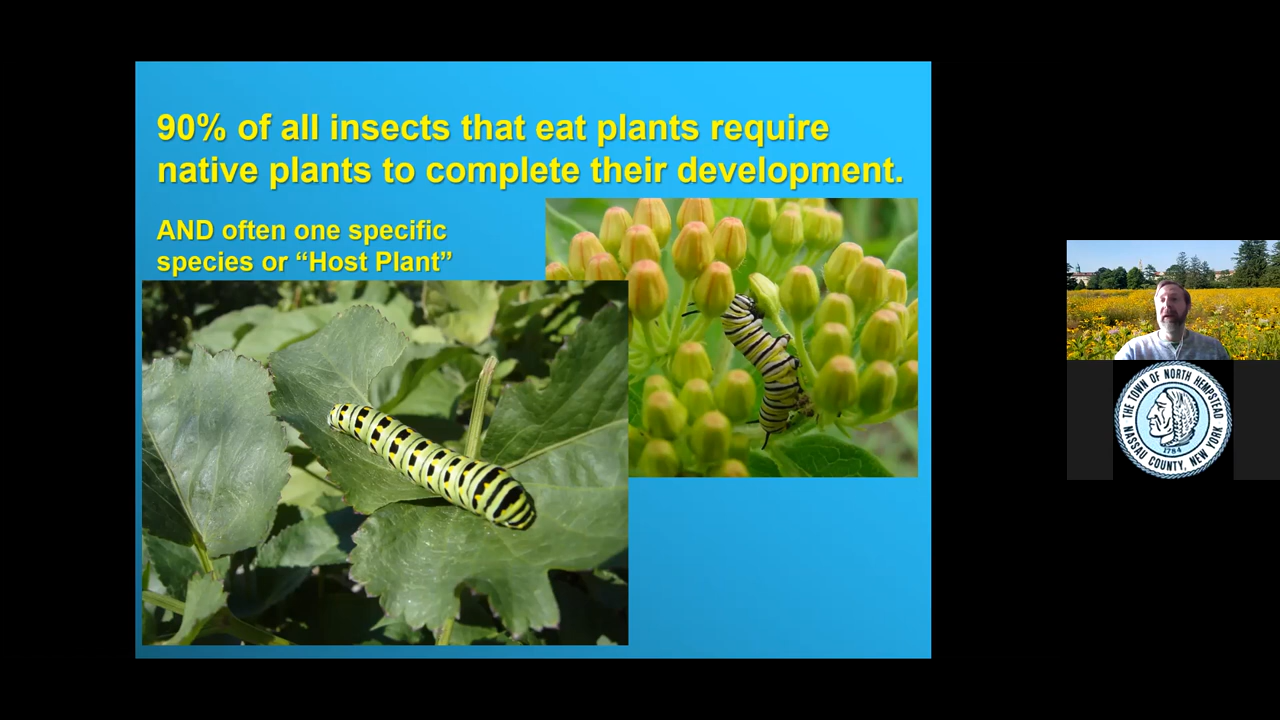 90% of all insects that eat plants require
native plants to complete their development.
AND often one specific
species or “Host Plant”
THE TOWN OF NORTH HEMPSTEAD
NASSAU COUNTY, NEW YORK
1784